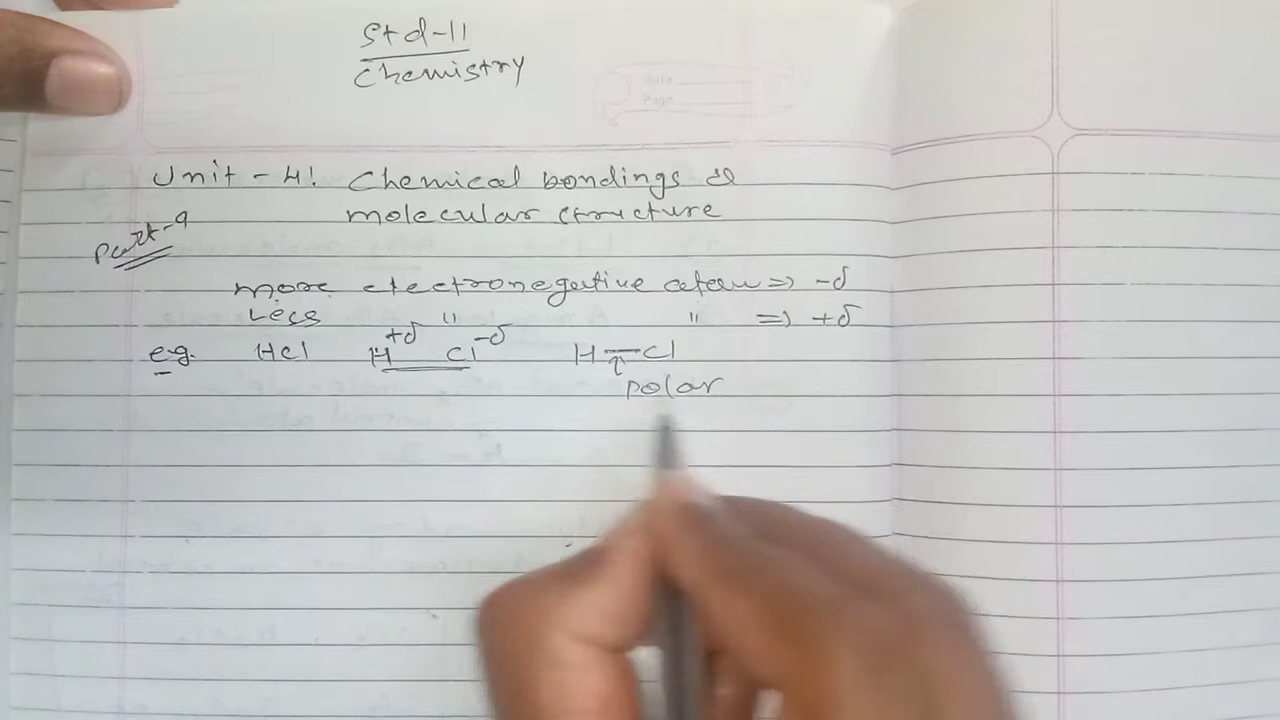 Std-11
Chemistry
Unit-4! Chemical bondings &
molecular structure
Part-9
more electronegative atom => -δ
Less " " => +δ
e.g. HCl H+δ Cl-δ H—Cl
polar